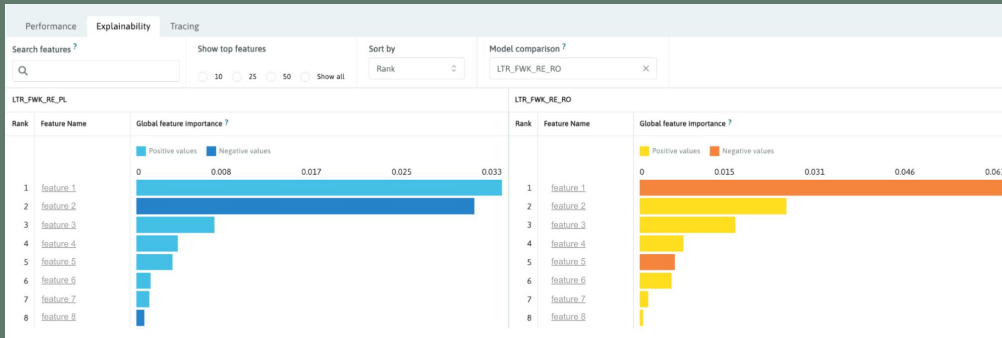 Performance Explainability Tracing
Search features ? Show top features Sort by Model comparison ?
10 25 50 Show all Rank LTR_FWK_RE_RO ×
LTR_FWK_RE_PL LTR_FWK_RE_RO
Rank Feature Name Global feature importance ? Rank Feature Name Global feature importance ?
Positive values Negative values Positive values Negative values
0 0.008 0.017 0.025 0.033 0 0.015 0.031 0.046
1 feature 1 1 feature 1
2 feature 2 2 feature 2
3 feature 3 3 feature 3
4 feature 4 4 feature 4
5 feature 5 5 feature 5
6 feature 6 6 feature 6
7 feature 7 7 feature 7
8 feature 8 8 feature 8